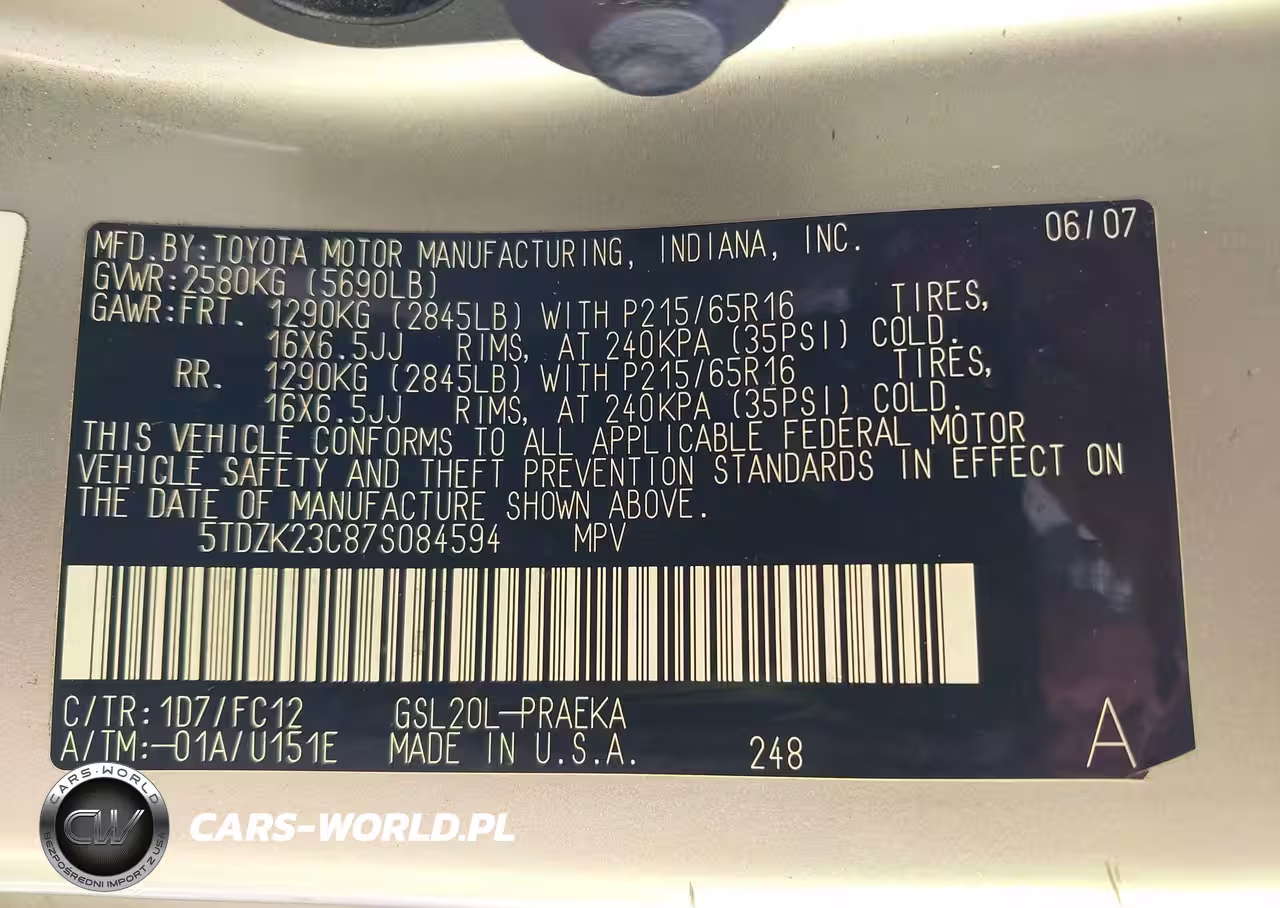 MFD.BY:TOYOTA MOTOR MANUFACTURING, INDIANA, INC. 06/07
GVWR:2580KG (5690LB)
GAWR:FRT. 1290KG (2845LB) WITH P215/65R16 TIRES,
16X6.5JJ RIMS, AT 240KPA (35PSI) COLD.
RR. 1290KG (2845LB) WITH P215/65R16 TIRES,
16X6.5JJ RIMS, AT 240KPA (35PSI) COLD.
THIS VEHICLE CONFORMS TO ALL APPLICABLE FEDERAL MOTOR
VEHICLE SAFETY AND THEFT PREVENTION STANDARDS IN EFFECT ON
THE DATE OF MANUFACTURE SHOWN ABOVE.
5TDZK23C87S084594 MPV
C/TR:1D7/FC12 GSL20L-PRAEKA
A/TM:-01A/U151E MADE IN U.S.A. 248 A
CARS-WORLD
CW
BEZPOŚREDNI IMPORT Z USA
CARS-WORLD.PL